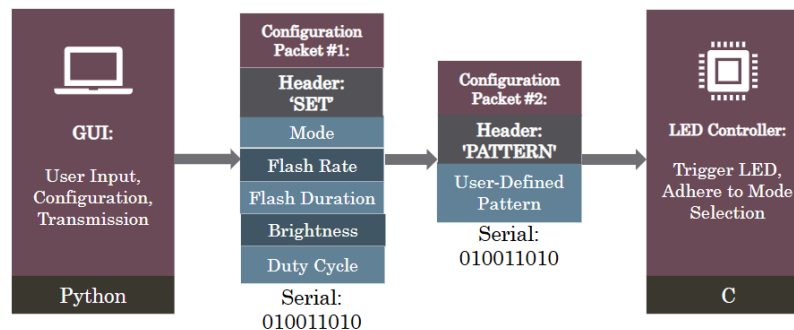 GUI:
User Input,
Configuration,
Transmission
Python
Configuration
Packet #1:
Header:
‘SET’
Mode
Flash Rate
Flash Duration
Brightness
Duty Cycle
Serial:
010011010
Configuration
Packet #2:
Header:
'PATTERN'
User-Defined
Pattern
Serial:
010011010
LED Controller:
Trigger LED,
Adhere to Mode
Selection
C